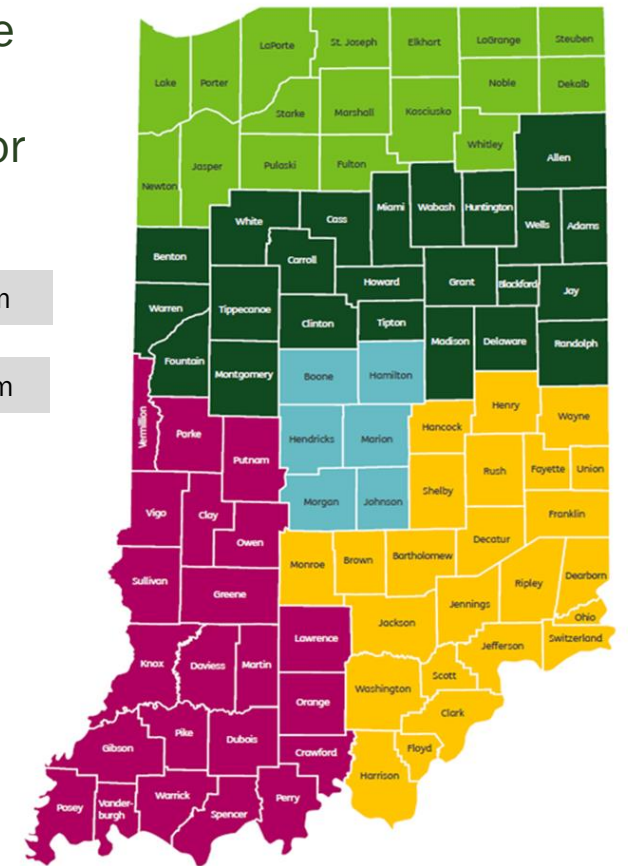 e
or
m
m
LaPorte
St. Joseph
Elkhart
LaGrange
Steuben
Lake
Porter
Noble
Dekalb
Starke
Marshall
Kosciusko
Whitley
Allen
Newton
Jasper
Pulaski
Fulton
White
Cass
Miami
Wabash
Huntington
Wells
Adams
Benton
Carroll
Howard
Grant
Blackford
Jay
Warren
Tippecanoe
Clinton
Tipton
Madison
Delaware
Randolph
Fountain
Montgomery
Boone
Hamilton
Vermillion
Parke
Putnam
Hendricks
Marion
Hancock
Henry
Wayne
Rush
Fayette
Union
Shelby
Morgan
Johnson
Vigo
Clay
Owen
Franklin
Decatur
Monroe
Brown
Bartholomew
Sullivan
Greene
Ripley
Dearborn
Jennings
Ohio
Jackson
Lawrence
Switzerland
Jefferson
Knox
Daviess
Martin
Scott
Washington
Orange
Clark
Pike
Dubois
Gibson
Crawford
Floyd
Harrison
Posey
Vander-
burgh
Warrick
Spencer
Perry